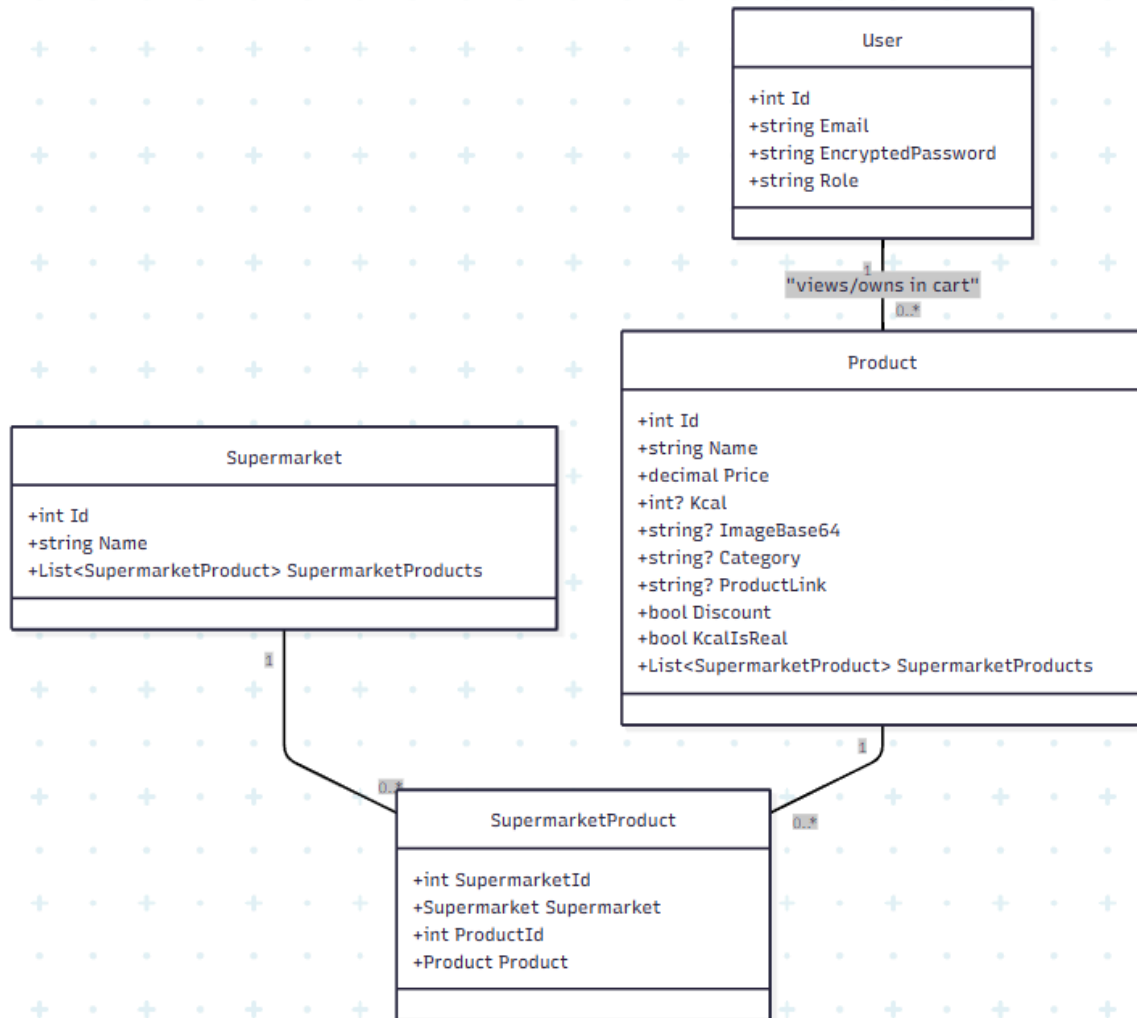 User
+int Id
+string Email
+string EncryptedPassword
+string Role
1
"views/owns in cart"
0..*
Product
+int Id
+string Name
+decimal Price
+int? Kcal
+string? ImageBase64
+string? Category
+string? ProductLink
+bool Discount
+bool KcalIsReal
+List<SupermarketProduct> SupermarketProducts
Supermarket
+int Id
+string Name
+List<SupermarketProduct> SupermarketProducts
1
1
0..*
0..*
SupermarketProduct
+int SupermarketId
+Supermarket Supermarket
+int ProductId
+Product Product